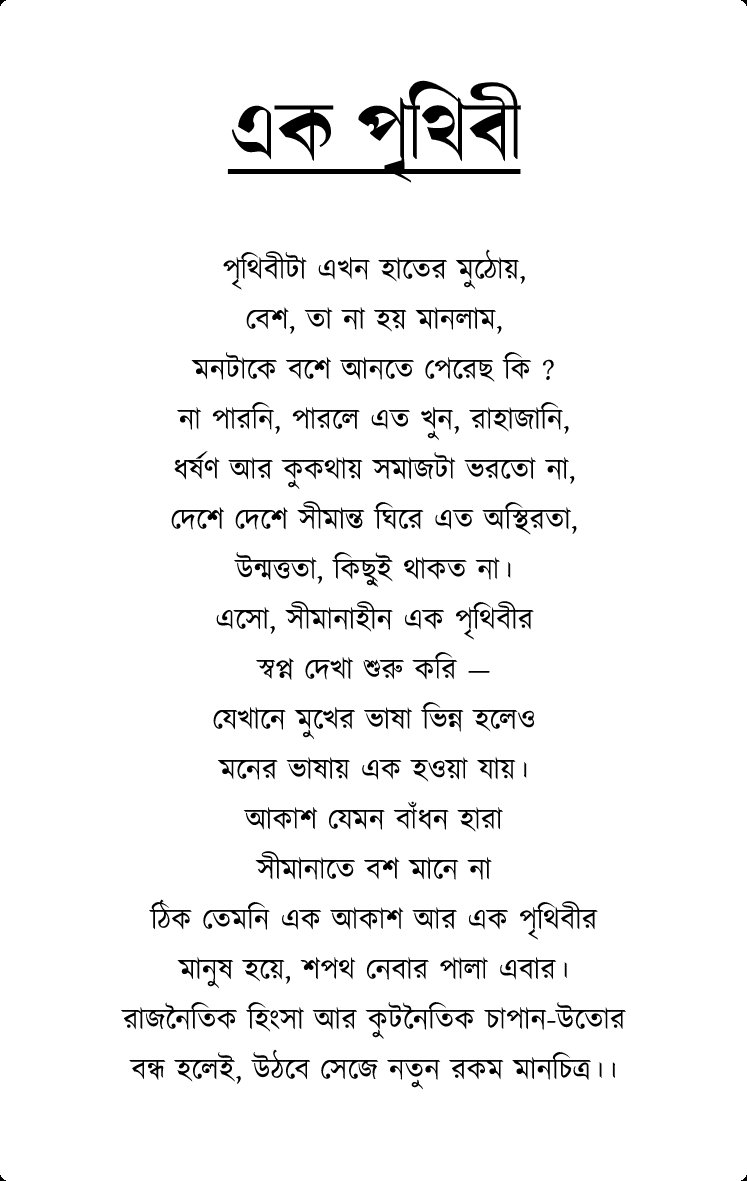 এক পৃথিবী
পৃথিবীটা এখন হাতের মুঠোয়,
বেশ, তা না হয় মানলাম,
মনটাকে বশে আনতে পেরেছ কি ?
না পারনি, পারলে এত খুন, রাহাজানি,
ধর্ষণ আর কুকথায় সমাজটা ভরতো না,
দেশে দেশে সীমান্ত ঘিরে এত অস্থিরতা,
উন্মত্ততা, কিছুই থাকত না।
এসো, সীমানাহীন এক পৃথিবীর
স্বপ্ন দেখা শুরু করি —
যেখানে মুখের ভাষা ভিন্ন হলেও
মনের ভাষায় এক হওয়া যায়।
আকাশ যেমন বাঁধন হারা
সীমানাতে বশ মানে না
ঠিক তেমনি এক আকাশ আর এক পৃথিবীর
মানুষ হয়ে, শপথ নেবার পালা এবার।
রাজনৈতিক হিংসা আর কুটনৈতিক চাপান-উতোর
বন্ধ হলেই, উঠবে সেজে নতুন রকম মানচিত্র।।